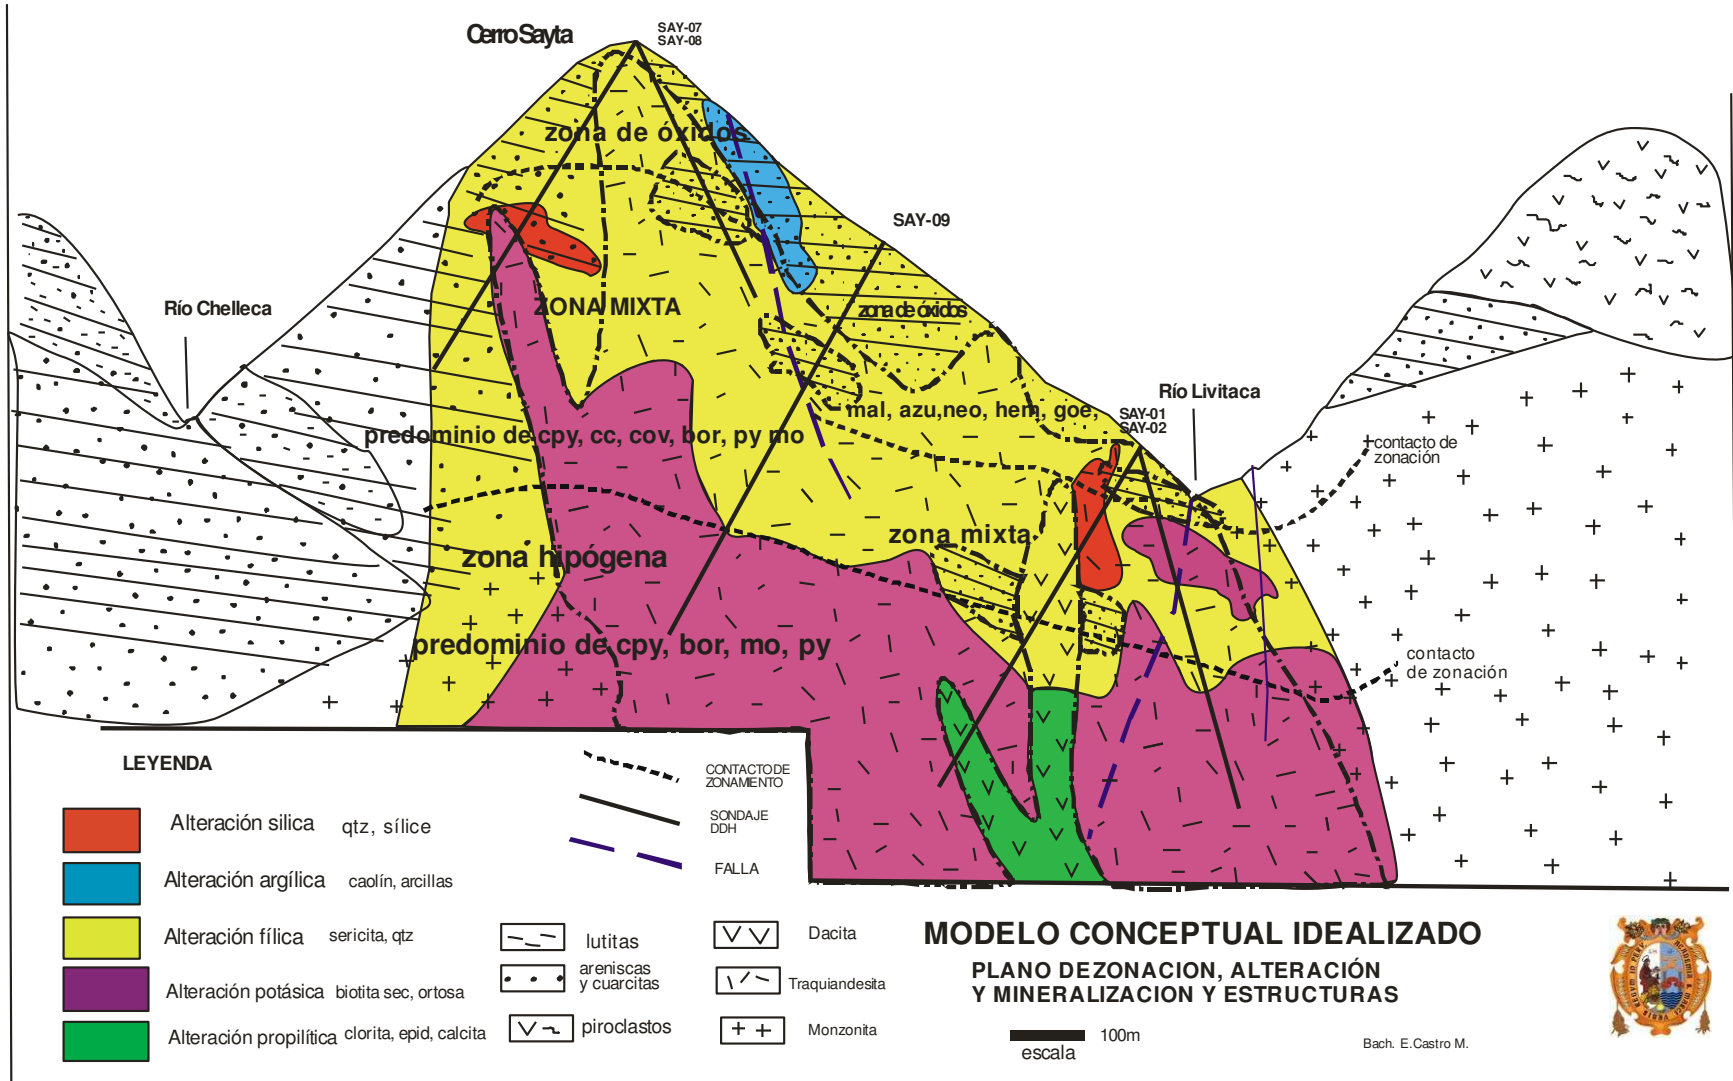 Cerro Sayta
SAY-07
SAY-08
zona de óxidos
SAY-09
Río Chelleca
ZONA MIXTA
zona de óxidos
Río Livitaca
mal, azu,neo, hem, goe,
SAY-01
SAY-02
predominio de cpy, cc, cov, bor, py mo
contacto de
zonación
zona mixta
zona hipógena
predominio de cpy, bor, mo, py
contacto
de zonación
LEYENDA
CONTACTO DE
ZONAMIENTO
SONDAJE
DDH
FALLA
Alteración silica qtz, sílice
Alteración argílica caolín, arcillas
Alteración fílica sericita, qtz
Alteración potásica biotita sec, ortosa
Alteración propilítica clorita, epid, calcita
lutitas
areniscas
y cuarcitas
piroclastos
Dacita
Traquiandesita
Monzonita
MODELO CONCEPTUAL IDEALIZADO
PLANO DEZONACION, ALTERACIÓN
Y MINERALIZACION Y ESTRUCTURAS
100m
escala
Bach. E.Castro M.